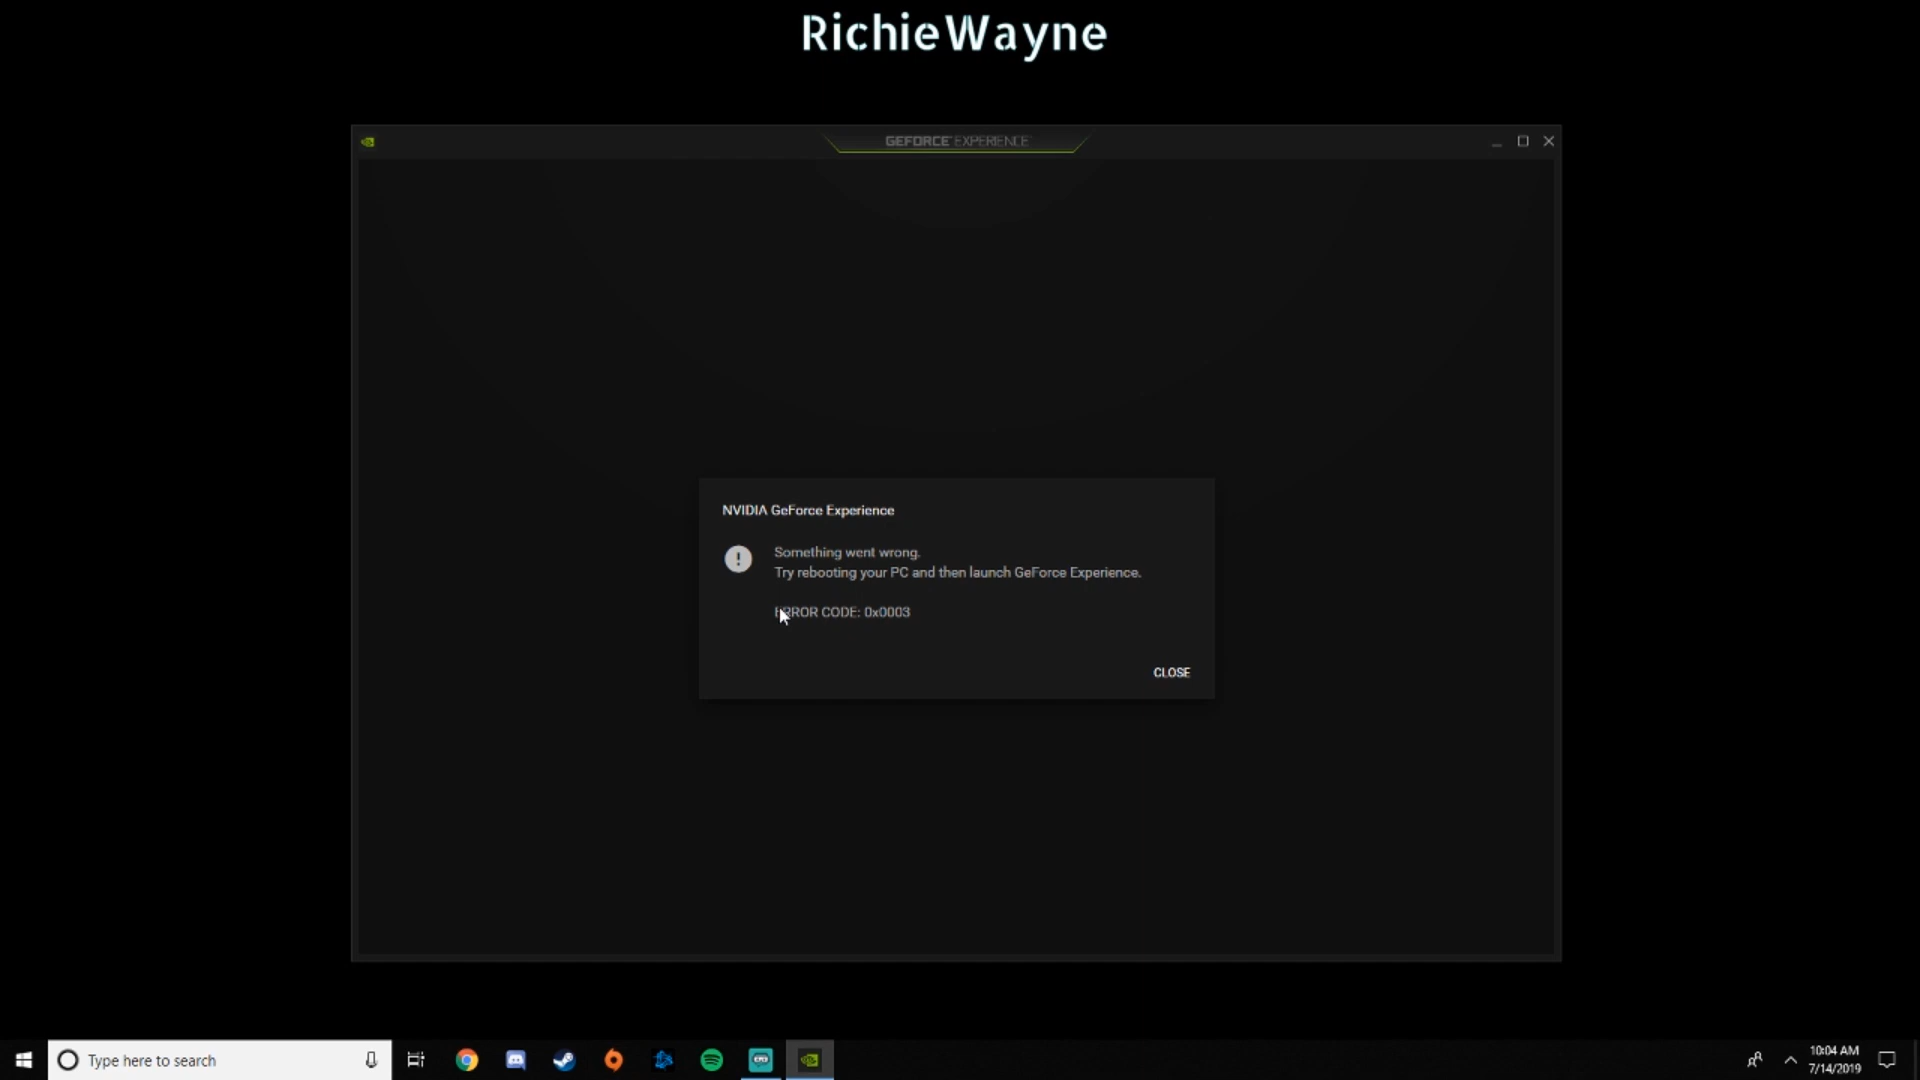 RichieWayne
GEFORCE EXPERIENCE
NVIDIA GeForce Experience
Something went wrong.
Try rebooting your PC and then launch GeForce Experience.
ERROR CODE: 0x0003
CLOSE
Type here to search
10:04 AM
7/14/2019